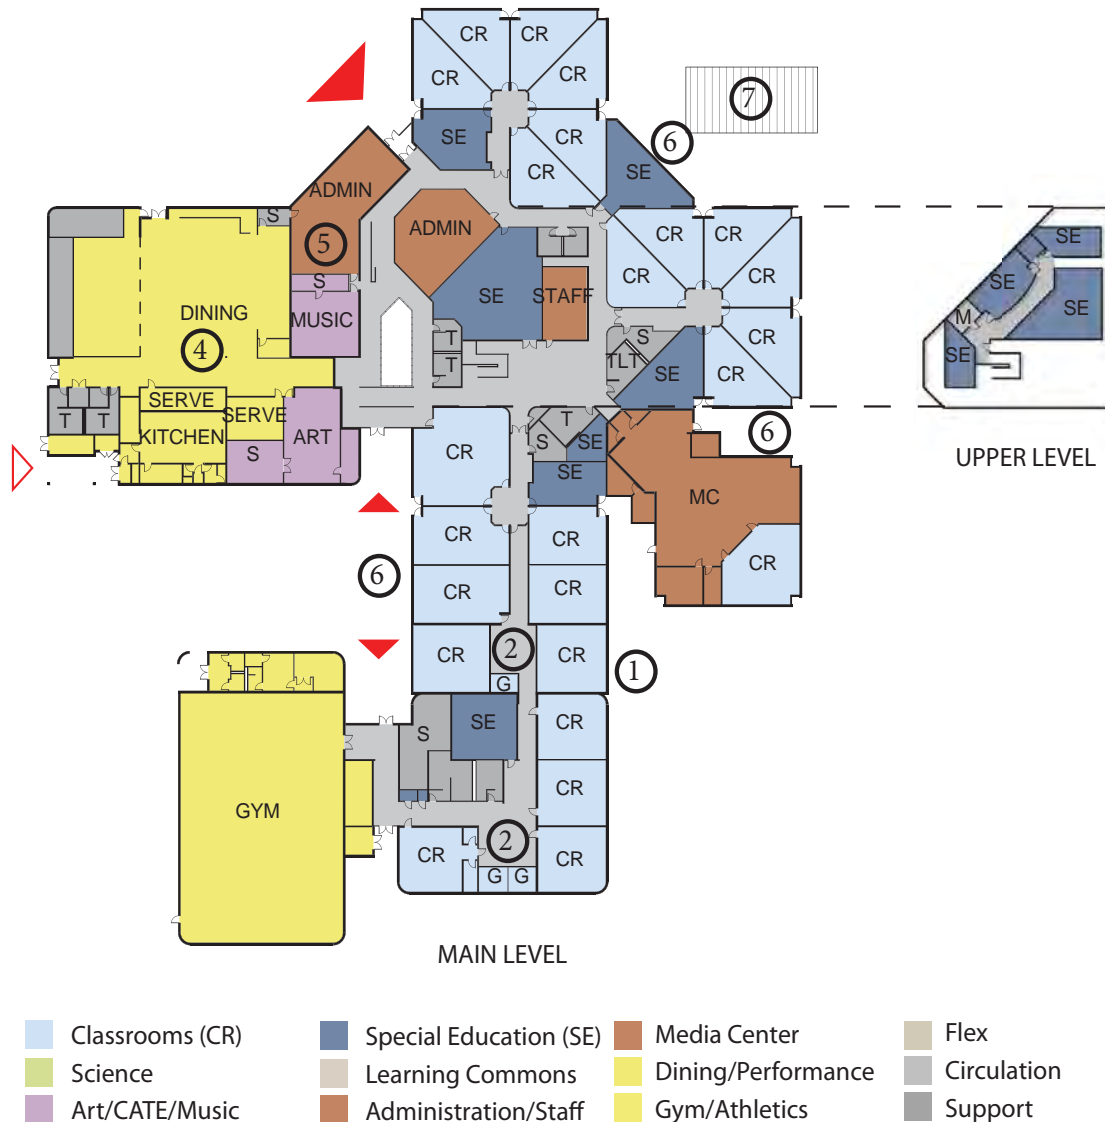 CR CR
CR CR
7
SE CR 6
CR SE
ADMIN
S ADMIN CR CR SE
5
CR CR SE
S SE STAFF SE
DINING MUSIC M
4 T S CR
T TLT SE CR SE
SERVE
T T SERVE T
KITCHEN ART CR S SE 6
S SE UPPER LEVEL
MC
CR CR
CR
6 CR CR
CR 2 CR 1
G
S SE CR
GYM CR
2
CR CR
G G
MAIN LEVEL
Classrooms (CR) Special Education (SE) Media Center Flex
Science Learning Commons Dining/Performance Circulation
Art/CATE/Music Administration/Staff Gym/Athletics Support